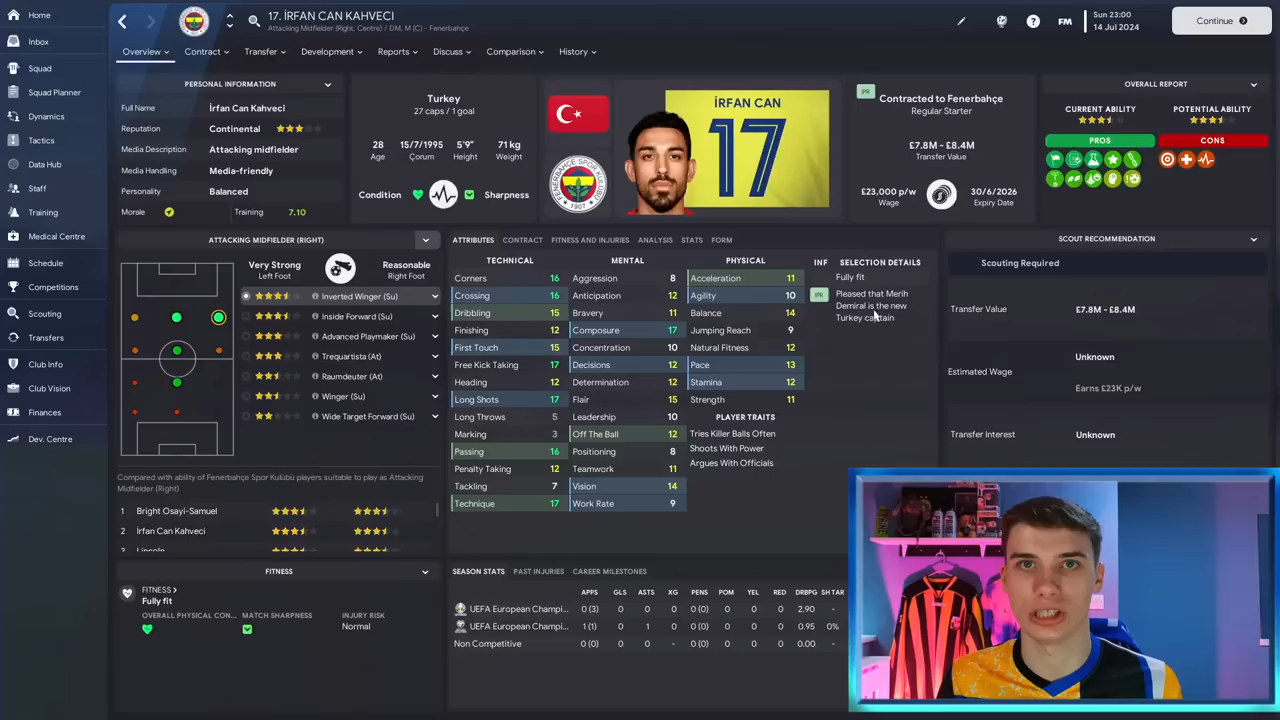 Home
Inbox
Squad
Squad Planner
Dynamics
Tactics
Data Hub
Staff
Training
Medical Centre
Schedule
Competitions
Scouting
Transfers
Club Info
Club Vision
Finances
Dev. Centre
17. İRFAN CAN KAHVECI
Attacking Midfielder (Right, Centre) / DM, M (C) - Fenerbahçe
FM
Sun 23:00
14 Jul 2024
Continue
Overview
Contract
Transfer
Development
Reports
Discuss
Comparison
History
PERSONAL INFORMATION
Full Name İrfan Can Kahveci
Reputation Continental
Media Description Attacking midfielder
Media Handling Media-friendly
Personality Balanced
Morale Training 7.10
Turkey
27 caps / 1 goal
28 15/7/1995 5'9" 71 kg
Age Çorum Height Weight
Condition Sharpness
FENERBAHÇE SPOR KULÜBÜ
1907
İRFAN CAN
17
IPR
Contracted to Fenerbahçe
Regular Starter
£7.8M - £8.4M
Transfer Value
£23,000 p/w
Wage
30/6/2026
Expiry Date
OVERALL REPORT
CURRENT ABILITY
POTENTIAL ABILITY
PROS
CONS
ATTACKING MIDFIELDER (RIGHT)
Very Strong Reasonable
Left Foot Right Foot
Inverted Winger (Su)
Inside Forward (Su)
Advanced Playmaker (Su)
Trequartista (At)
Raumdeuter (At)
Winger (Su)
Wide Target Forward (Su)
Compared with ability of Fenerbahçe Spor Kulübü players suitable to play as Attacking
Midfielder (Right)
1 Bright Osayi-Samuel
2 İrfan Can Kahveci
3 Lincoln
ATTRIBUTES CONTRACT FITNESS AND INJURIES ANALYSIS STATS FORM
TECHNICAL
Corners 16
Crossing 16
Dribbling 15
Finishing 12
First Touch 15
Free Kick Taking 17
Heading 12
Long Shots 17
Long Throws 5
Marking 3
Passing 16
Penalty Taking 12
Tackling 7
Technique 17
MENTAL
Aggression 8
Anticipation 12
Bravery 11
Composure 17
Concentration 10
Decisions 12
Determination 12
Flair 15
Leadership 10
Off The Ball 12
Positioning 8
Teamwork 11
Vision 14
Work Rate 9
PHYSICAL
Acceleration 11
Agility 10
Balance 14
Jumping Reach 9
Natural Fitness 12
Pace 13
Stamina 12
Strength 11
PLAYER TRAITS
Tries Killer Balls Often
Shoots With Power
Argues With Officials
INF SELECTION DETAILS
Fully fit
IPR
Pleased that Merih
Demiral is the new
Turkey captain
SCOUT RECOMMENDATION
Scouting Required
Transfer Value £7.8M - £8.4M
Estimated Wage
Unknown
Earns £23K p/w
Transfer Interest Unknown
FITNESS
FITNESS
Fully fit
OVERALL PHYSICAL CON... MATCH SHARPNESS INJURY RISK
Normal
SEASON STATS PAST INJURIES CAREER MILESTONES
APPS GLS ASTS XG PENS POM YEL RED DRBPG SH TAR
UEFA European Champi... 0 (3) 0 0 - 0 (0) 0 0 0 2.90 -
UEFA European Champi... 1 (1) 0 1 0 0 (0) 0 0 0 0.95 0%
Non Competitive 0 (0) 0 0 - 0 (0) 0 0 0 0.00 -